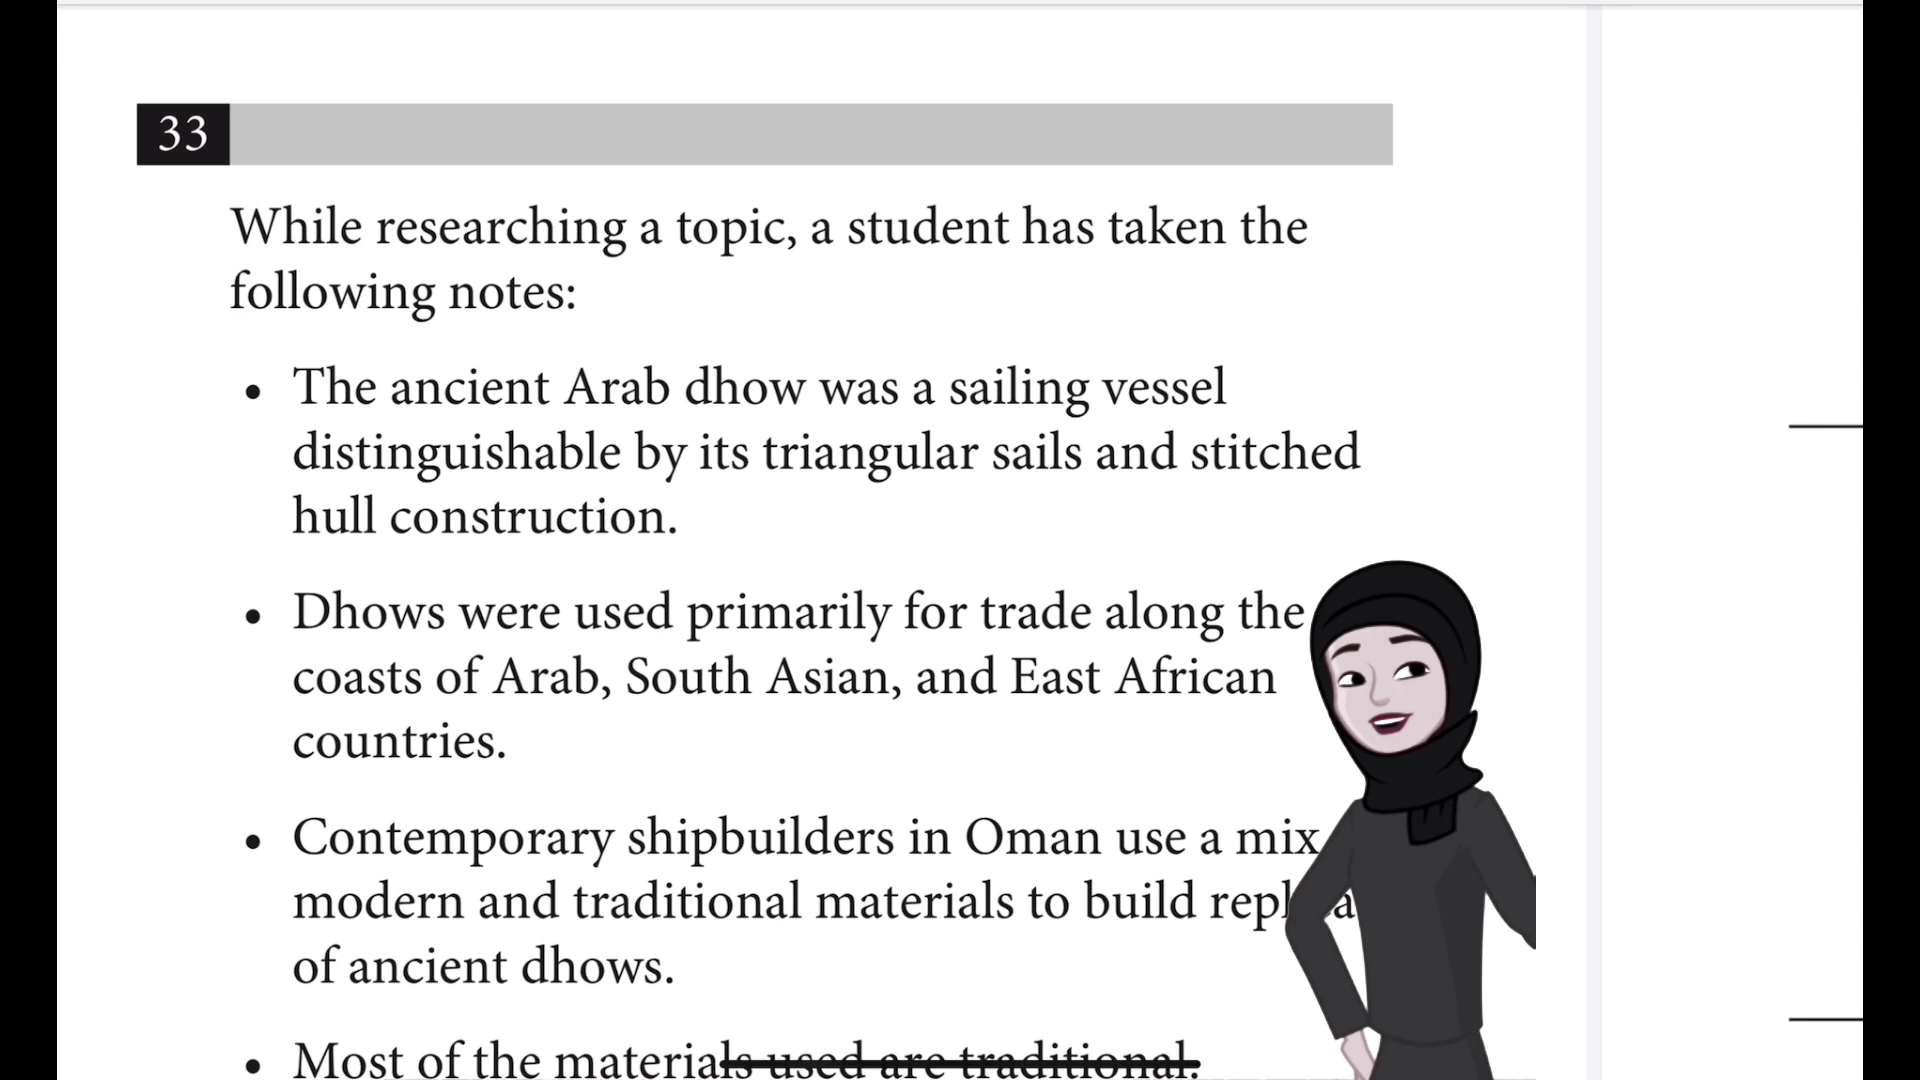 33
While researching a topic, a student has taken the
following notes:
• The ancient Arab dhow was a sailing vessel
distinguishable by its triangular sails and stitched
hull construction.
• Dhows were used primarily for trade along the
coasts of Arab, South Asian, and East African
countries.
• Contemporary shipbuilders in Oman use a mix
modern and traditional materials to build
of ancient dhows.
• Most of the materials used are traditional.